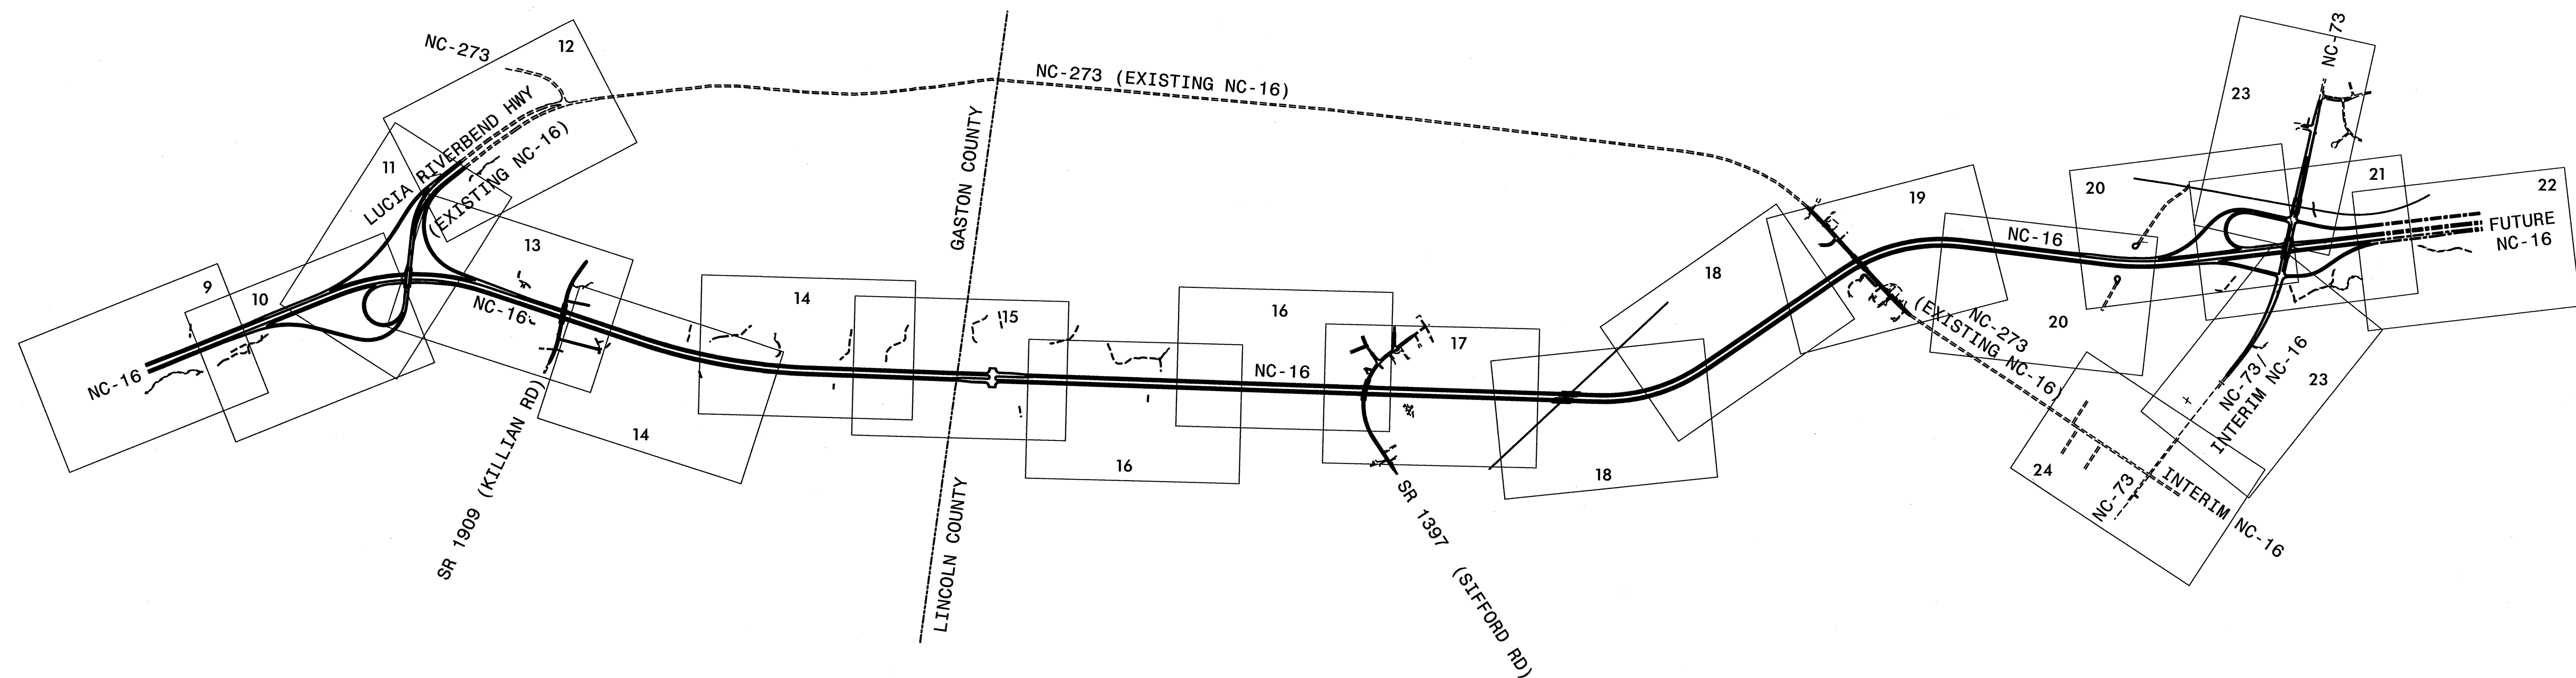 NC-273
12
LUCIA RIVERBEND HWY
(EXISTING NC-16)
11
NC-273 (EXISTING NC-16)
GASTON COUNTY
LINCOLN COUNTY
9
10
NC-16
13
NC-16
SR 1909 (KILLIAN RD)
14
14
15
16
16
NC-16
17
SR 1397 (SIFFORD RD)
18
18
19
NC-273
(EXISTING NC-16)
20
NC-16
20
21
22
NC-73
23
FUTURE
NC-16
23
NC-73/
INTERIM NC-16
24
NC-73
INTERIM NC-16